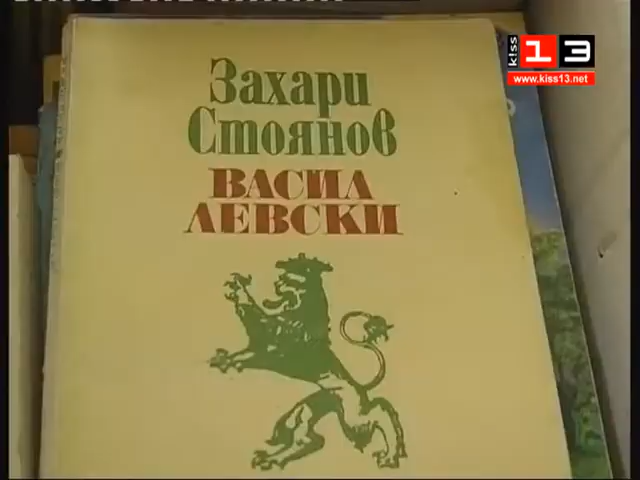 kiss 13
www.kiss13.net
Захари
Стоянов
ВАСИЛ
ЛЕВСКИ